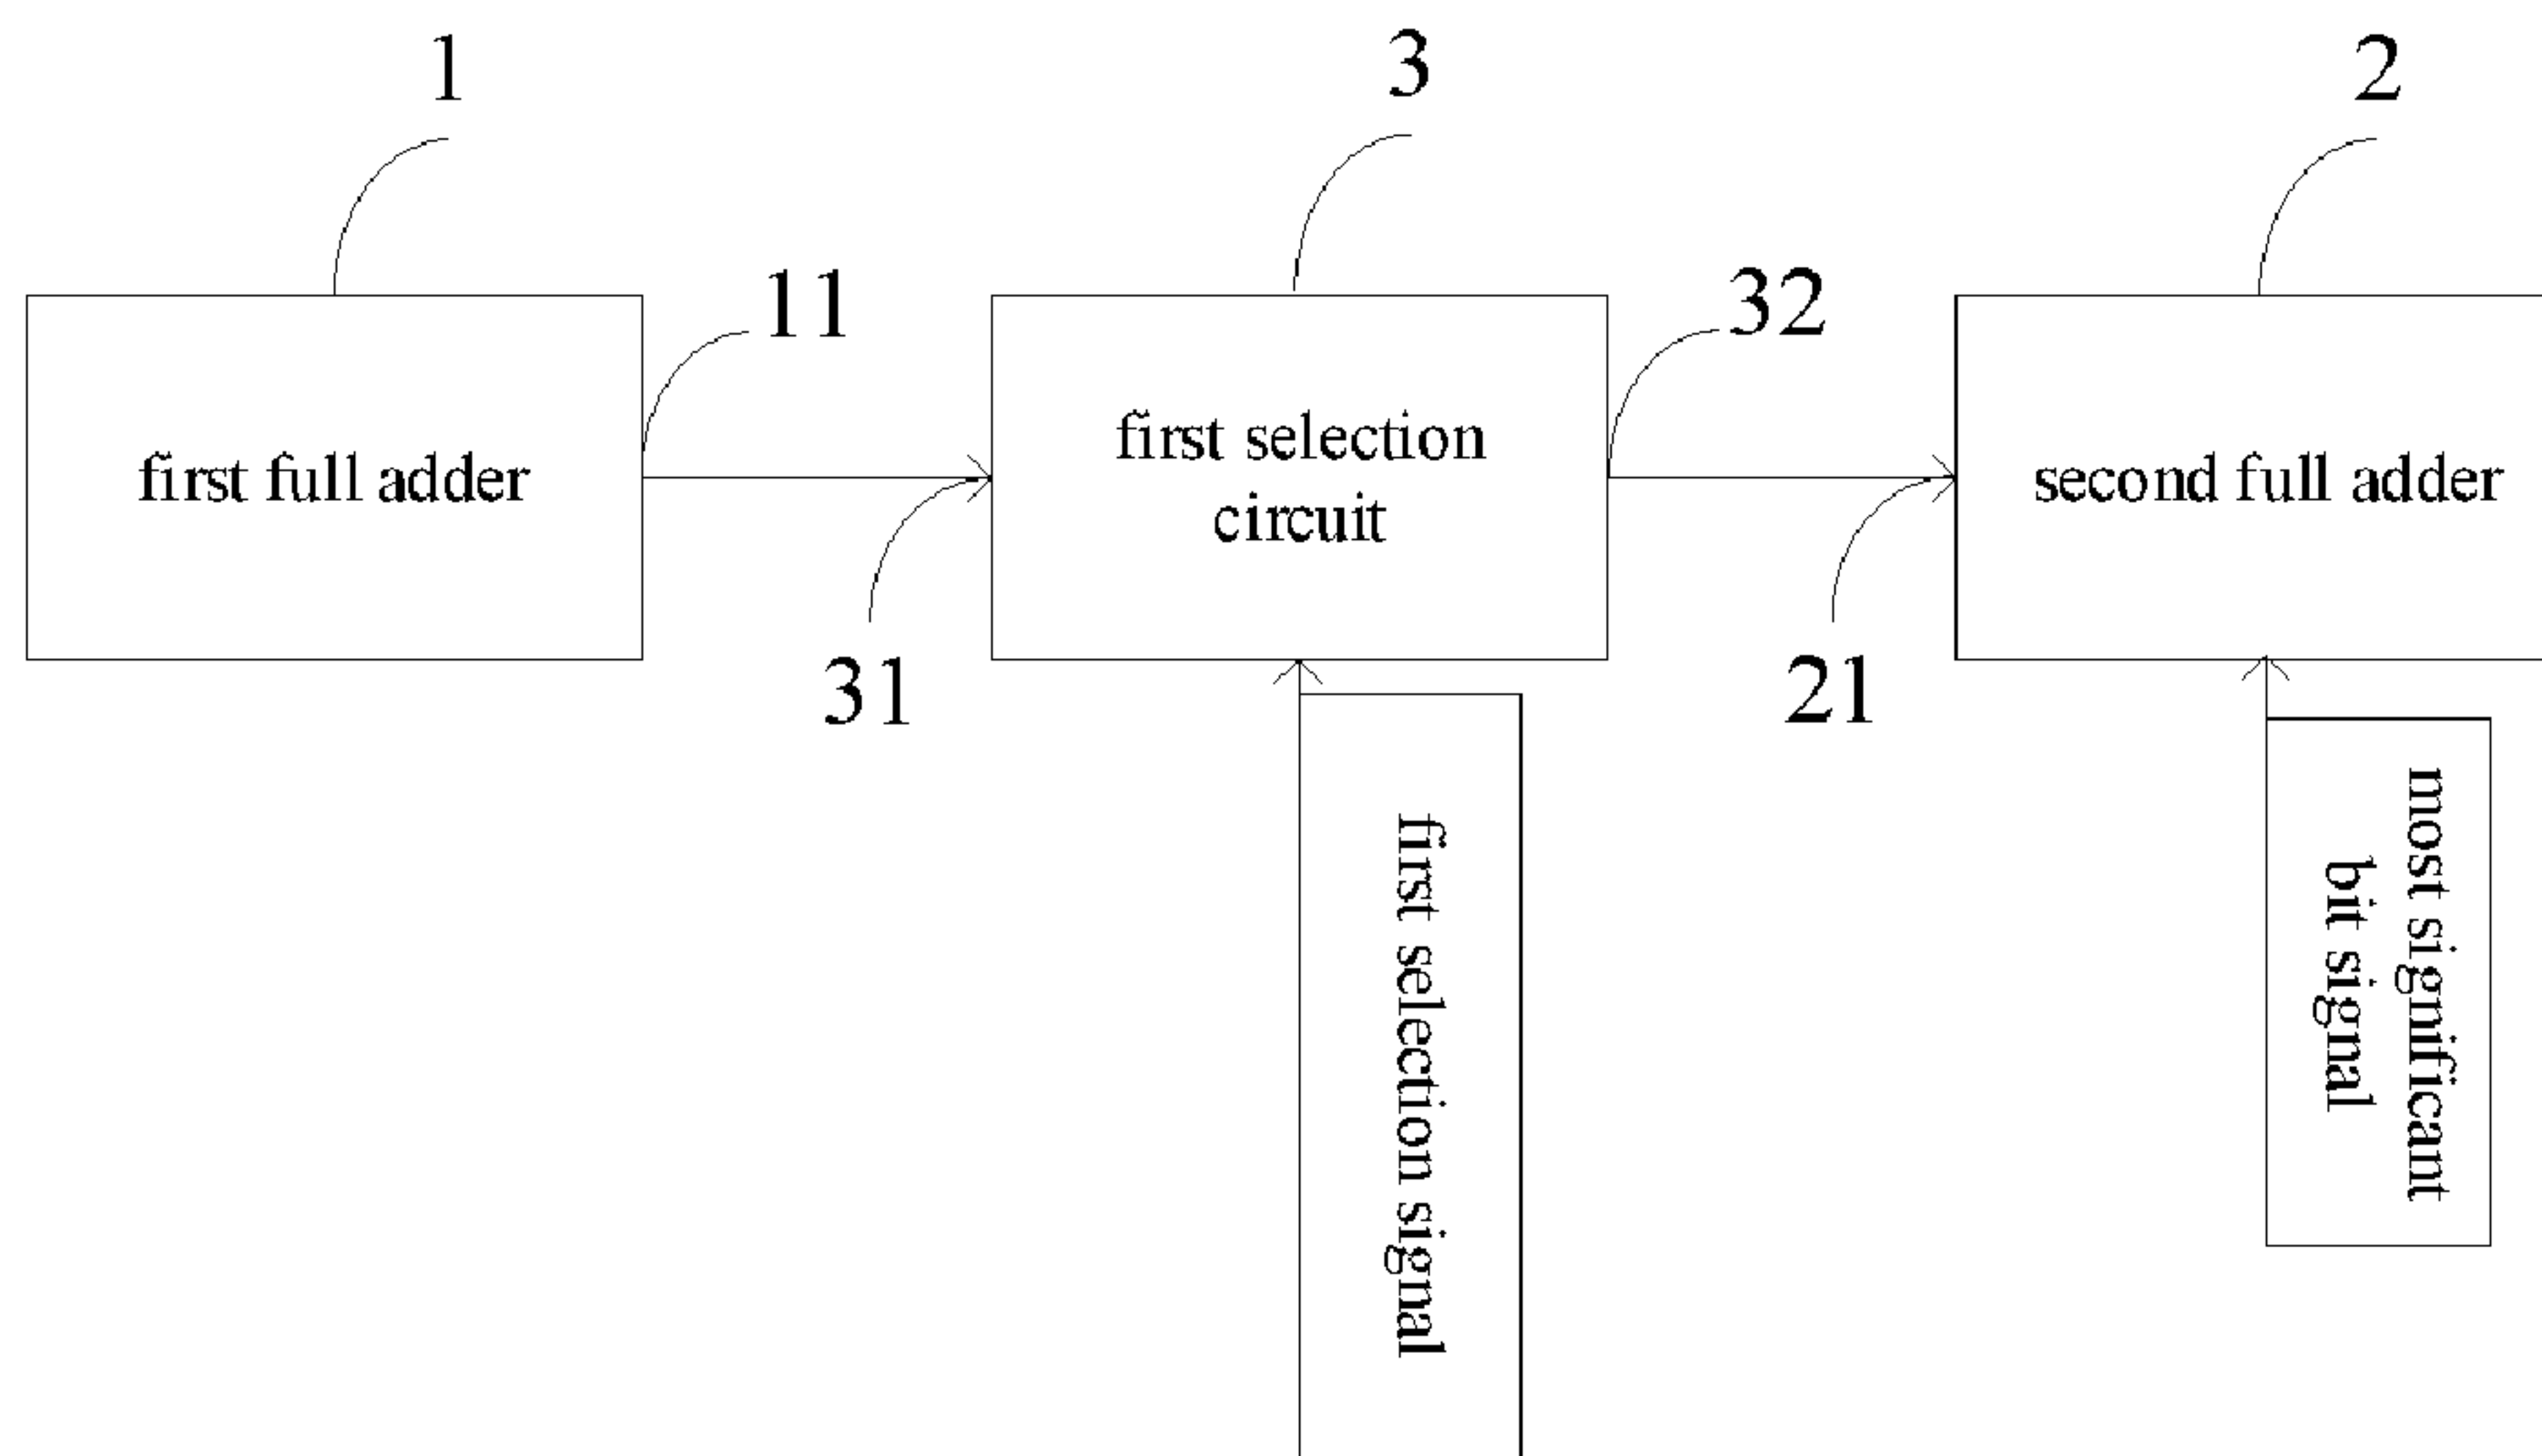 1
3
2
11
32
first full adder
first selection
circuit
second full adder
31
21
first selection signal
most significant
bit signal